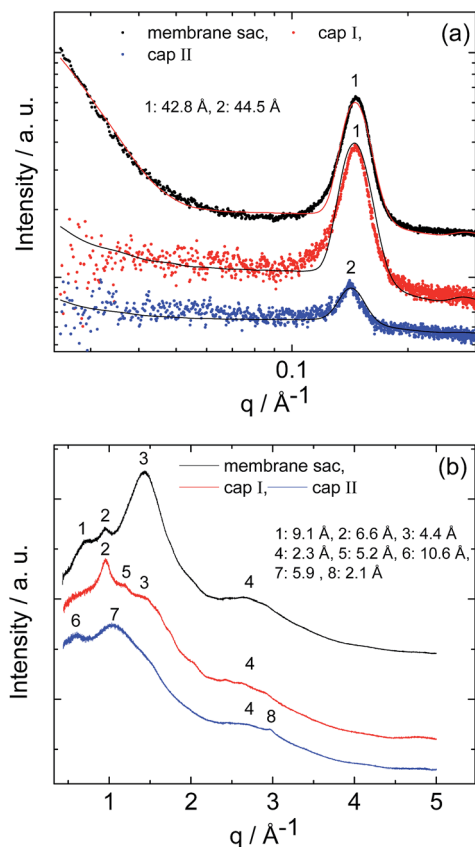 membrane sac, cap I,
cap II
(a)
1: 42.8 Å, 2: 44.5 Å
1
1
2
Intensity / a. u.
0.1
q / Å-1
membrane sac,
cap I, cap II
(b)
1: 9.1 Å, 2: 6.6 Å, 3: 4.4 Å
4: 2.3 Å, 5: 5.2 Å, 6: 10.6 Å,
7: 5.9 , 8: 2.1 Å
3
1 2
4
2 5 3
4
6 7
4 8
Intensity / a. u.
1 2 3 4 5
q / Å-1